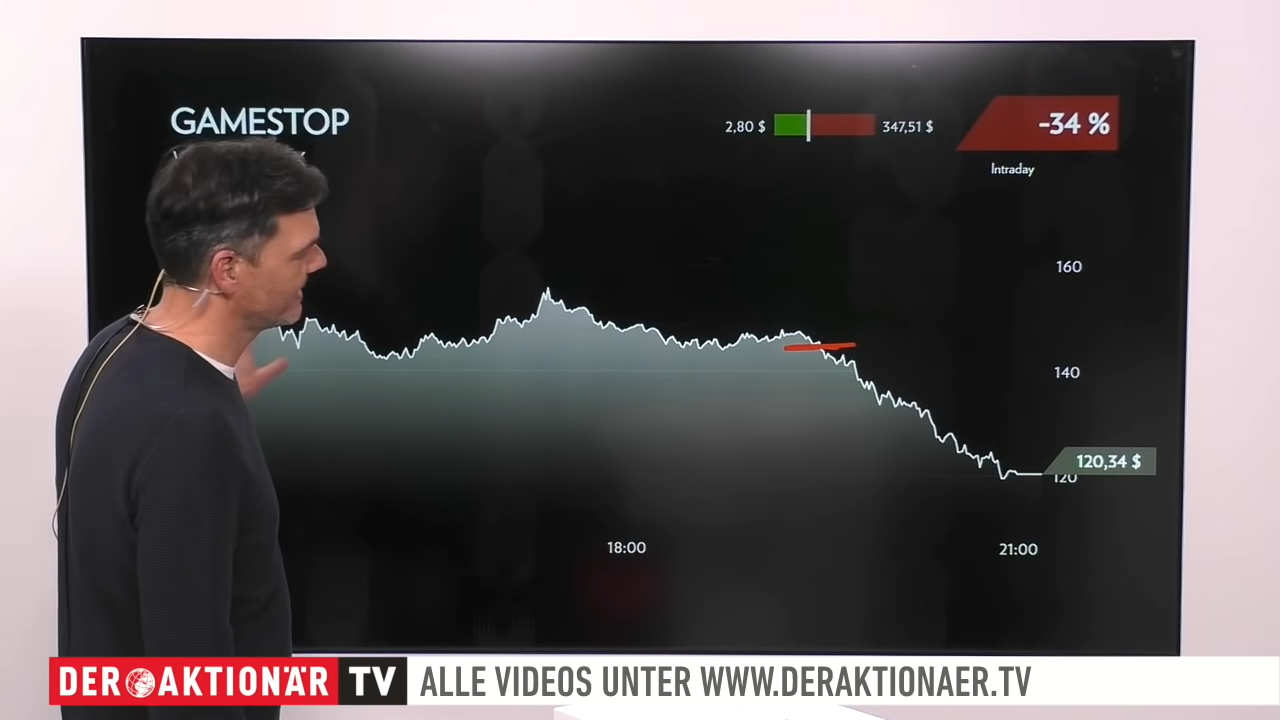 GAMESTOP
2,80 $
347,51 $
-34 %
Intraday
160
140
120,34 $
120
18:00
21:00
DER AKTIONÄR TV
ALLE VIDEOS UNTER WWW.DERAKTIONAER.TV